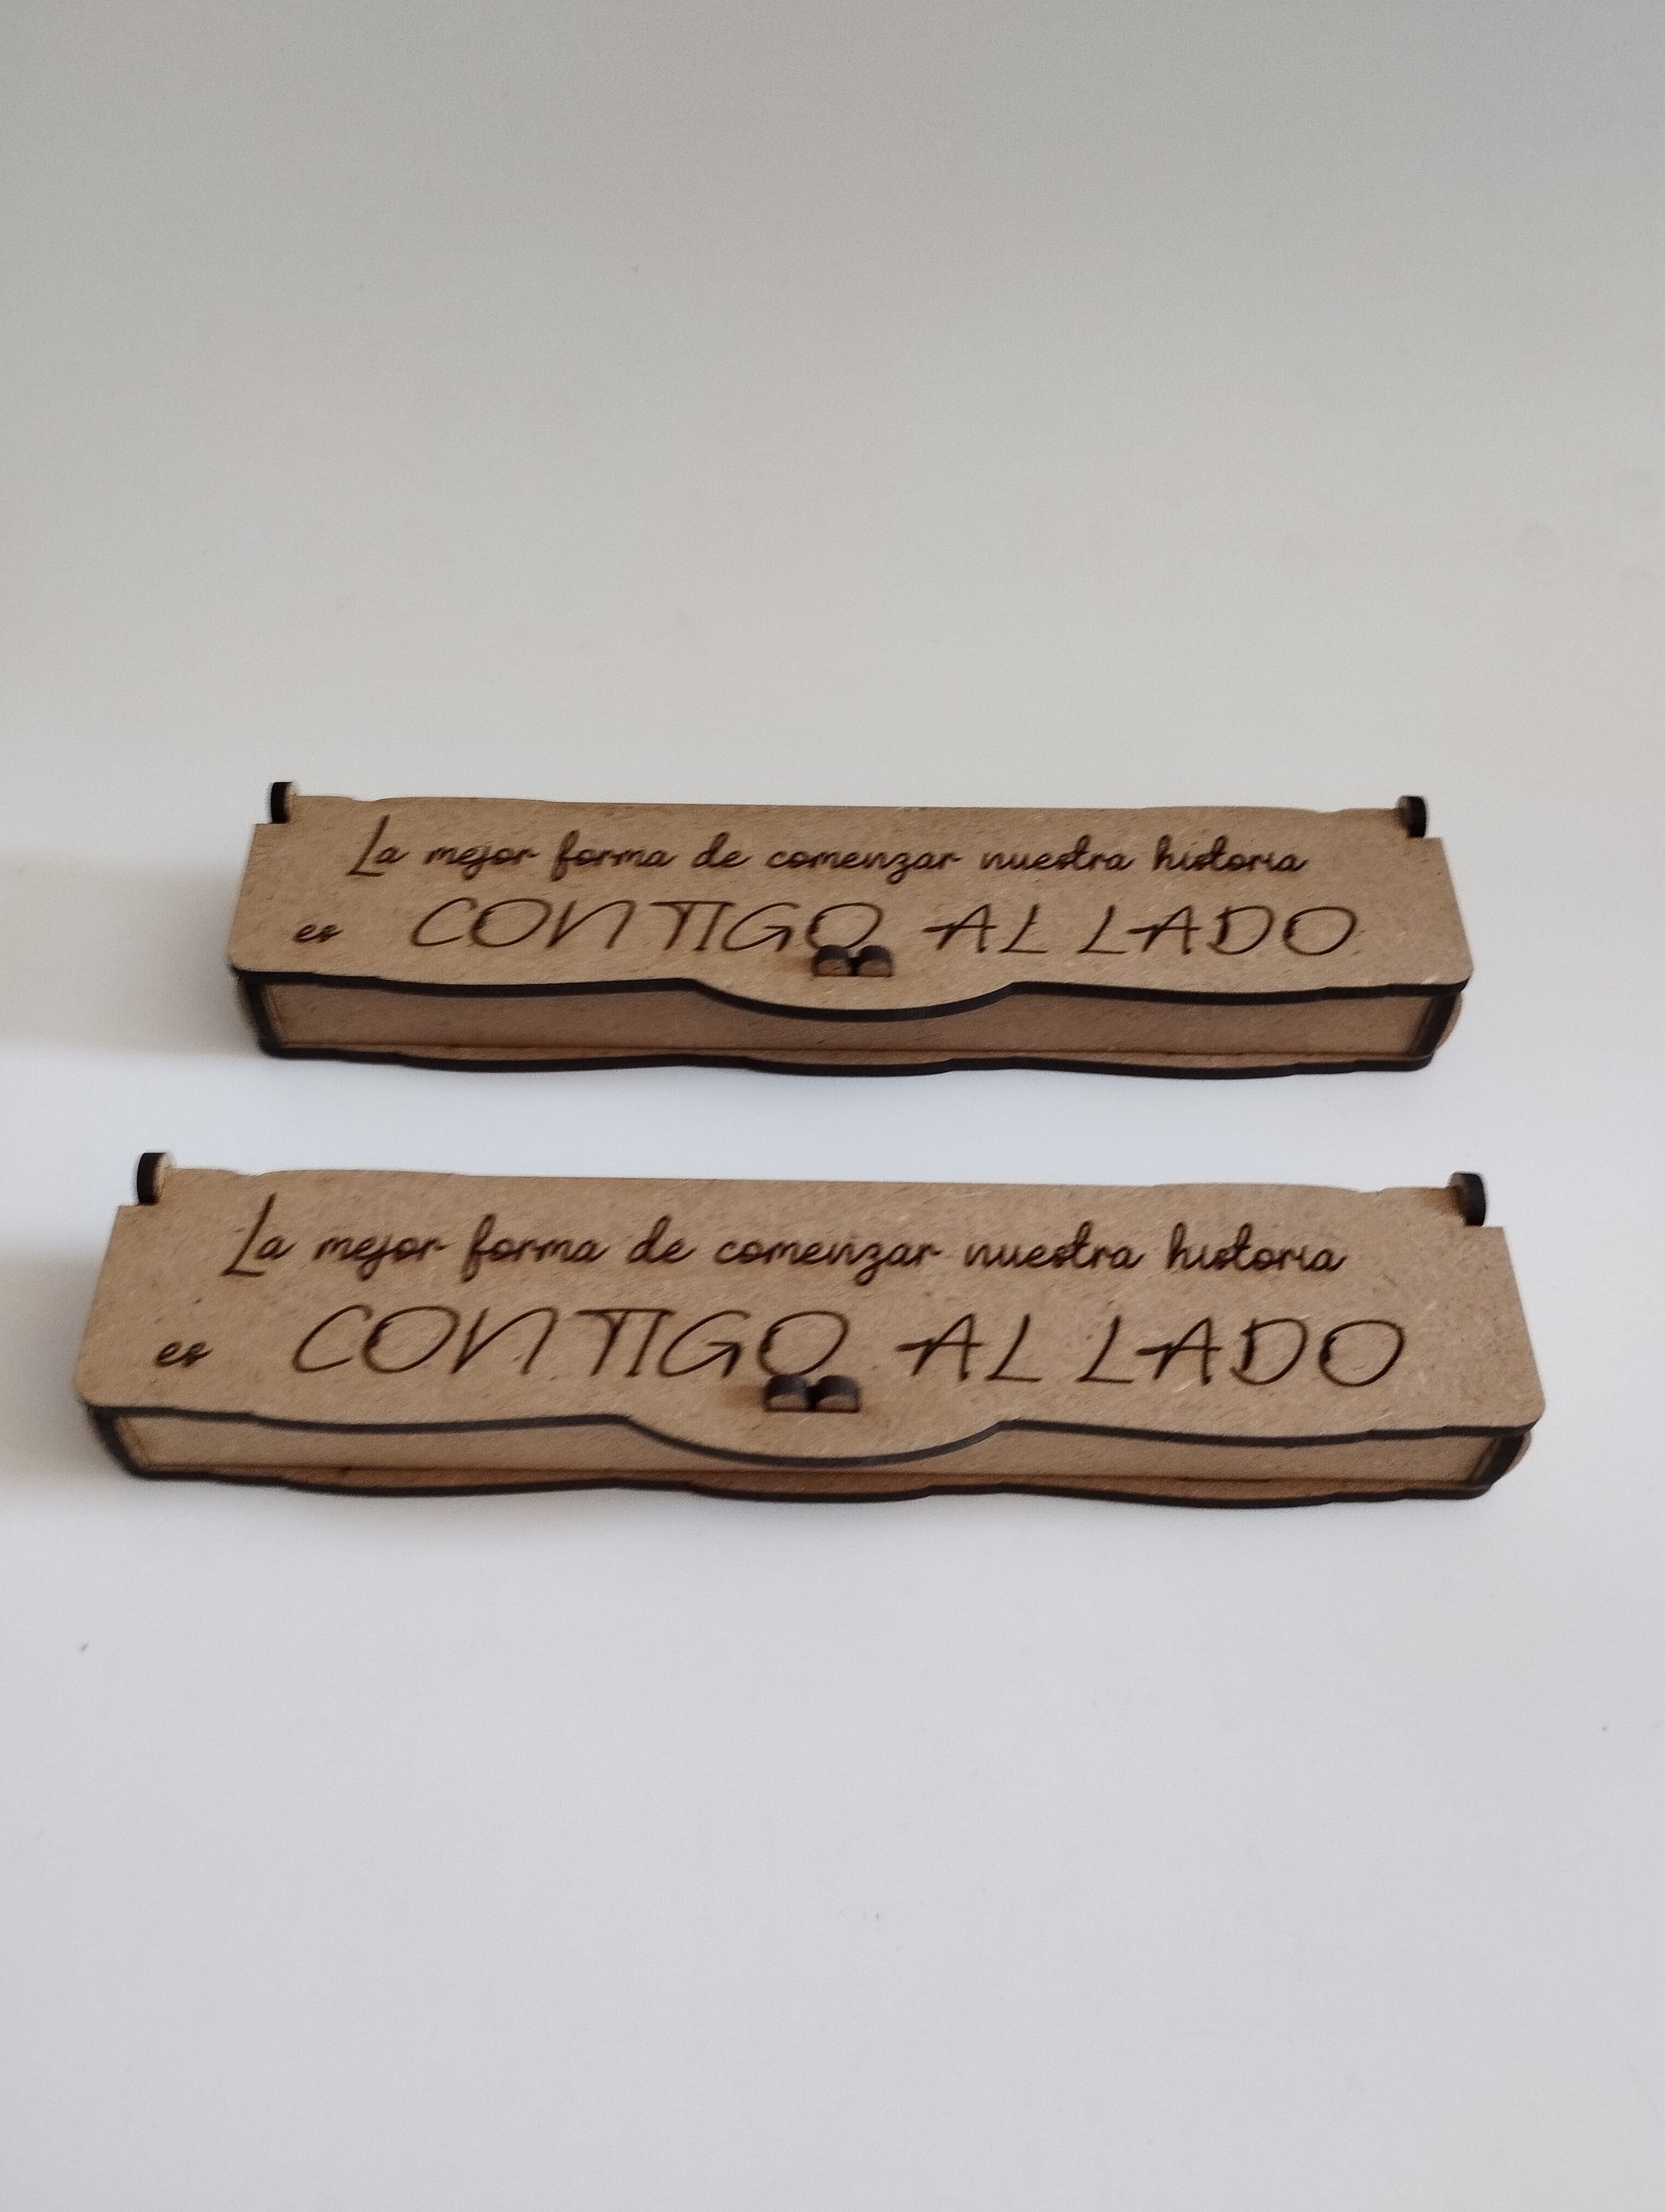 La mejor forma de comenzar nuestra historia
es CONTIGO AL LADO
La mejor forma de comenzar nuestra historia
es CONTIGO AL LADO